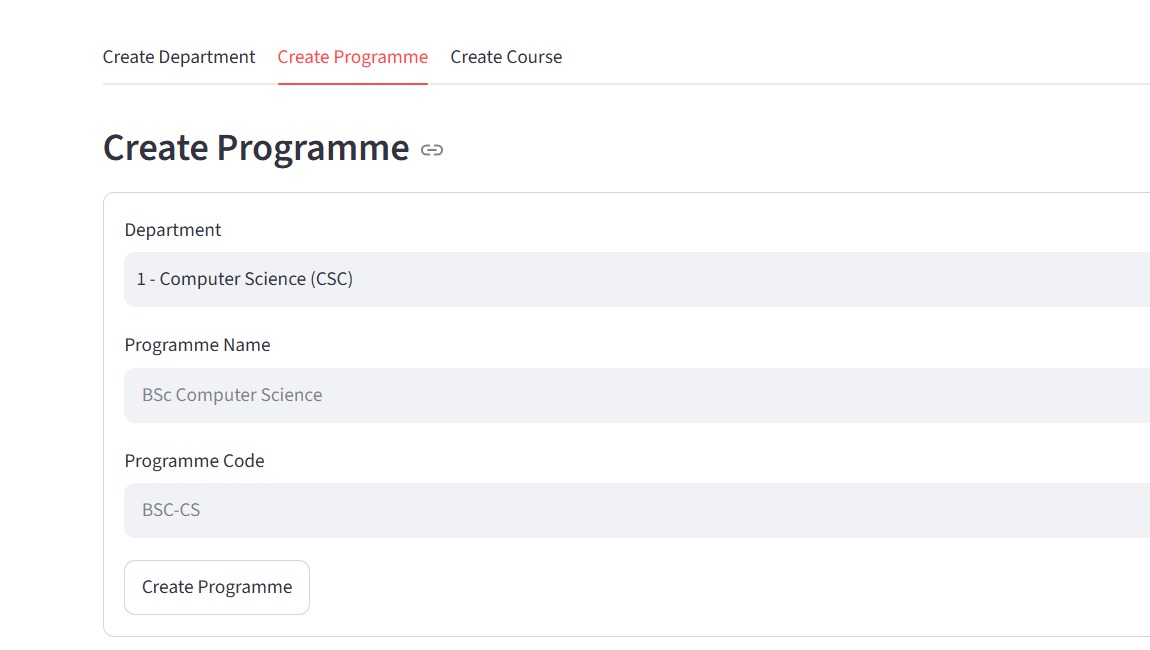 Create Department Create Programme Create Course
Create Programme
Department
1 - Computer Science (CSC)
Programme Name
BSc Computer Science
Programme Code
BSC-CS
Create Programme